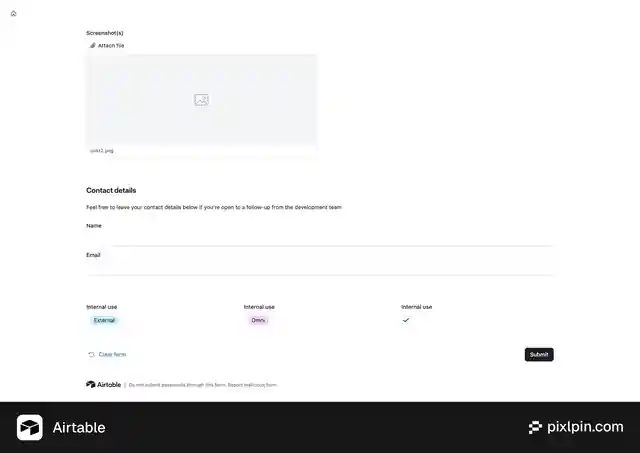 Screenshot(s)
Attach file
Contact details
Feel free to leave your contact details below if you're open to a follow-up from the development team
Name
Email
Internal use Internal use Internal use
External Omni
Clear form Submit
Airtable Do not submit passwords through this form. Report malicious form
Airtable pixlpin.com